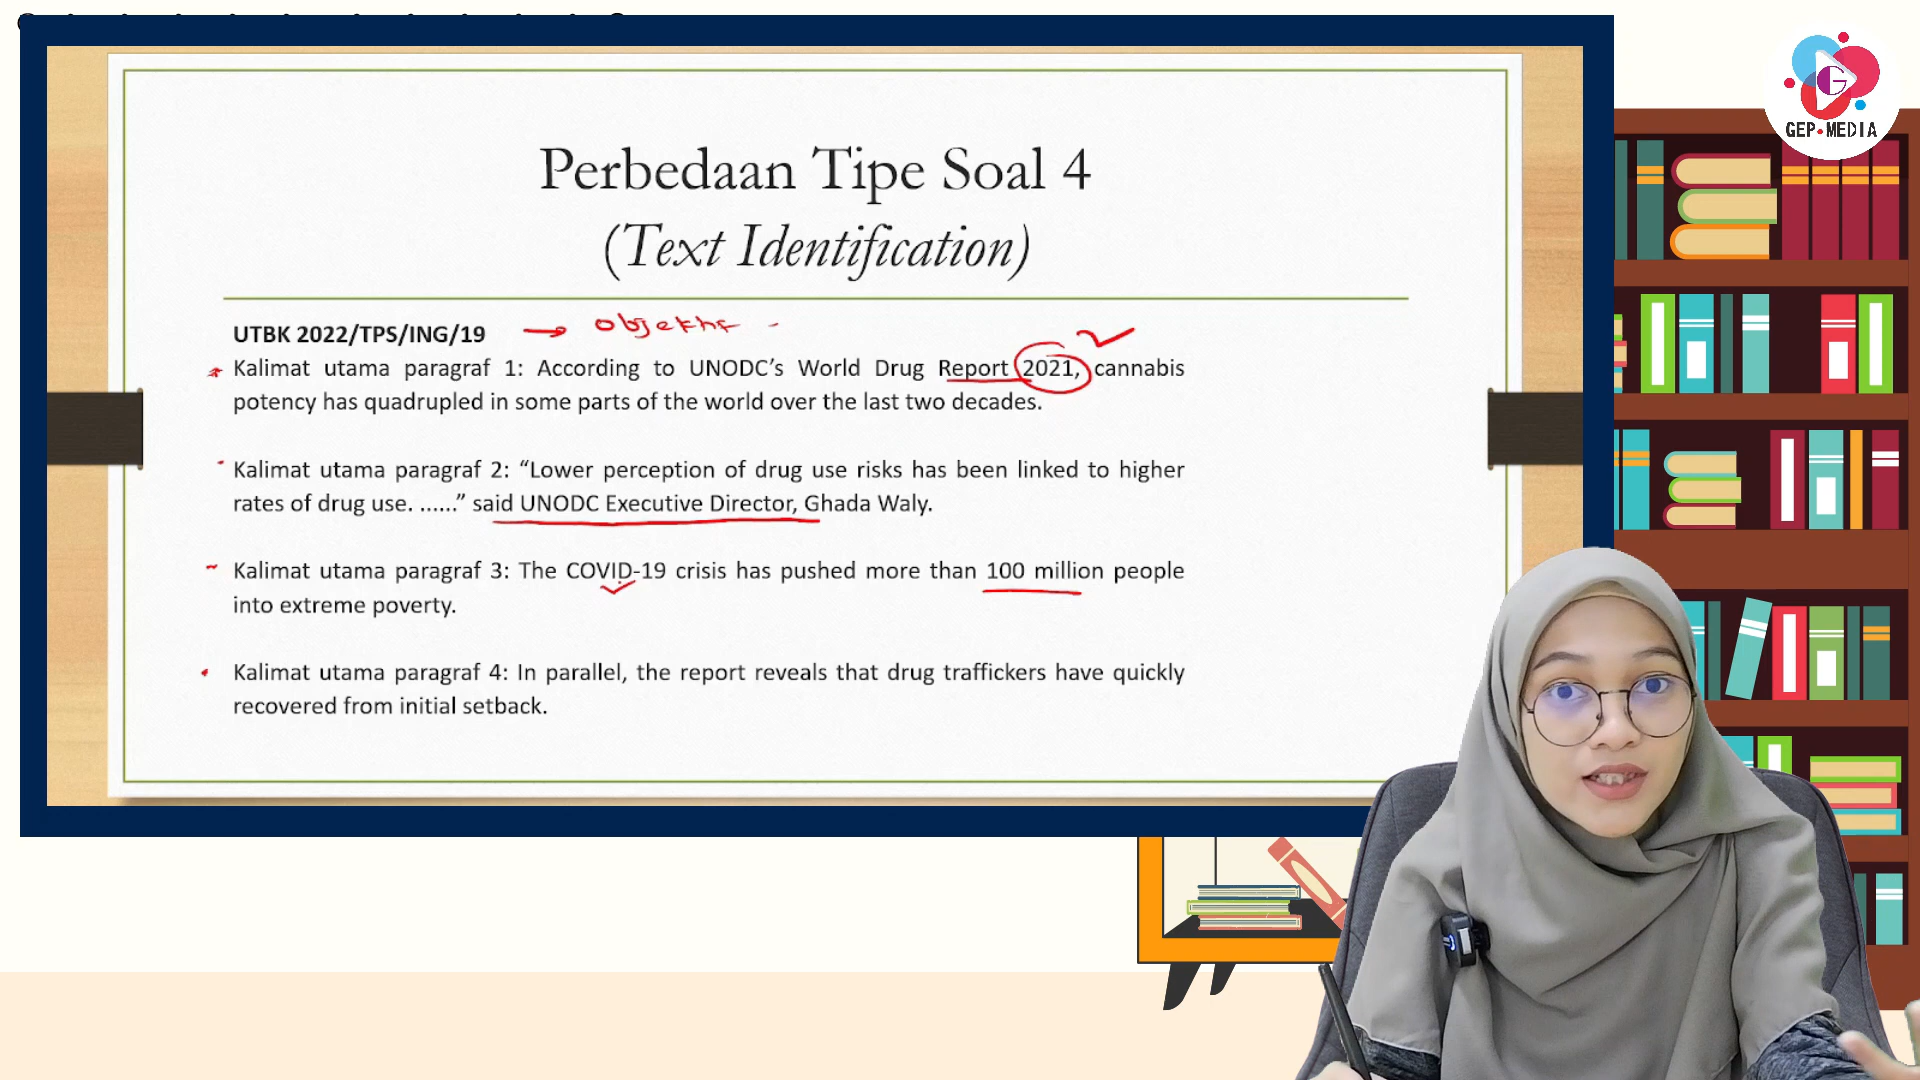 GEP•MEDIA
Perbedaan Tipe Soal 4
(Text Identification)
UTBK 2022/TPS/ING/19 → objektif
Kalimat utama paragraf 1: According to UNODC’s World Drug Report 2021, cannabis
potency has quadrupled in some parts of the world over the last two decades.
Kalimat utama paragraf 2: “Lower perception of drug use risks has been linked to higher
rates of drug use. ......” said UNODC Executive Director, Ghada Waly.
Kalimat utama paragraf 3: The COVID-19 crisis has pushed more than 100 million people
into extreme poverty.
Kalimat utama paragraf 4: In parallel, the report reveals that drug traffickers have quickly
recovered from initial setback.